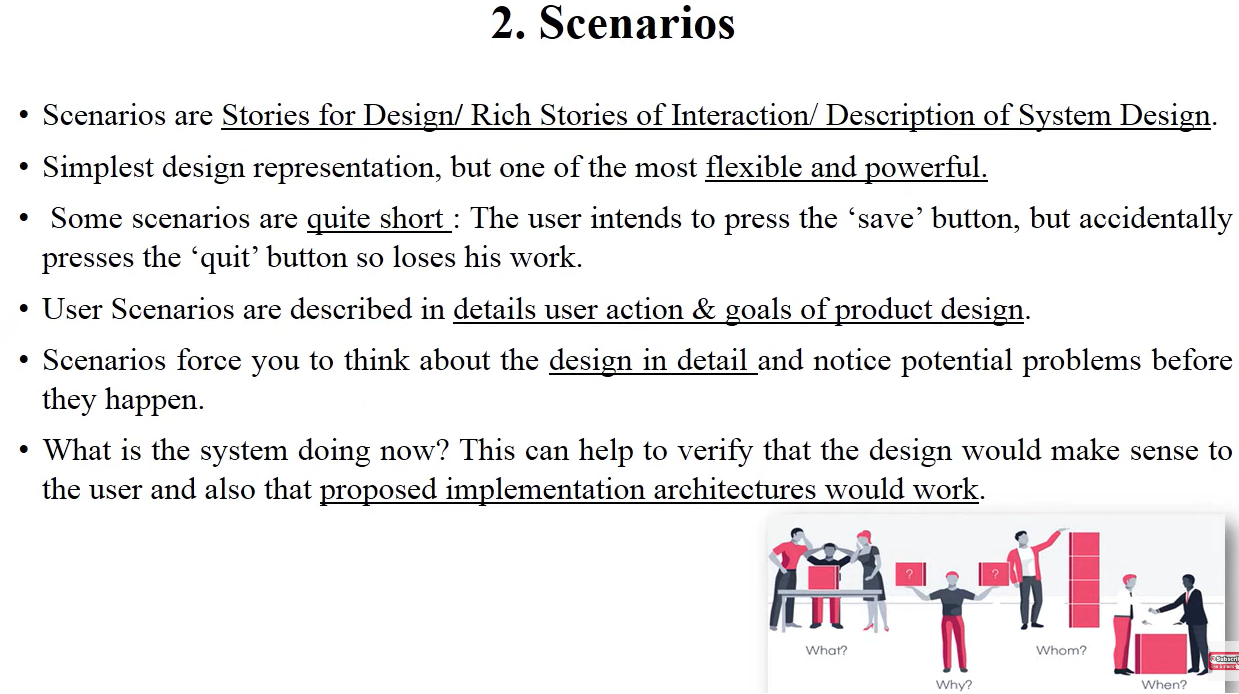 2. Scenarios
• Scenarios are Stories for Design/ Rich Stories of Interaction/ Description of System Design.
• Simplest design representation, but one of the most flexible and powerful.
• Some scenarios are quite short : The user intends to press the ‘save’ button, but accidentally
presses the ‘quit’ button so loses his work.
• User Scenarios are described in details user action & goals of product design.
• Scenarios force you to think about the design in detail and notice potential problems before
they happen.
• What is the system doing now? This can help to verify that the design would make sense to
the user and also that proposed implementation architectures would work.
? ?
What? Whom?
Why? When?